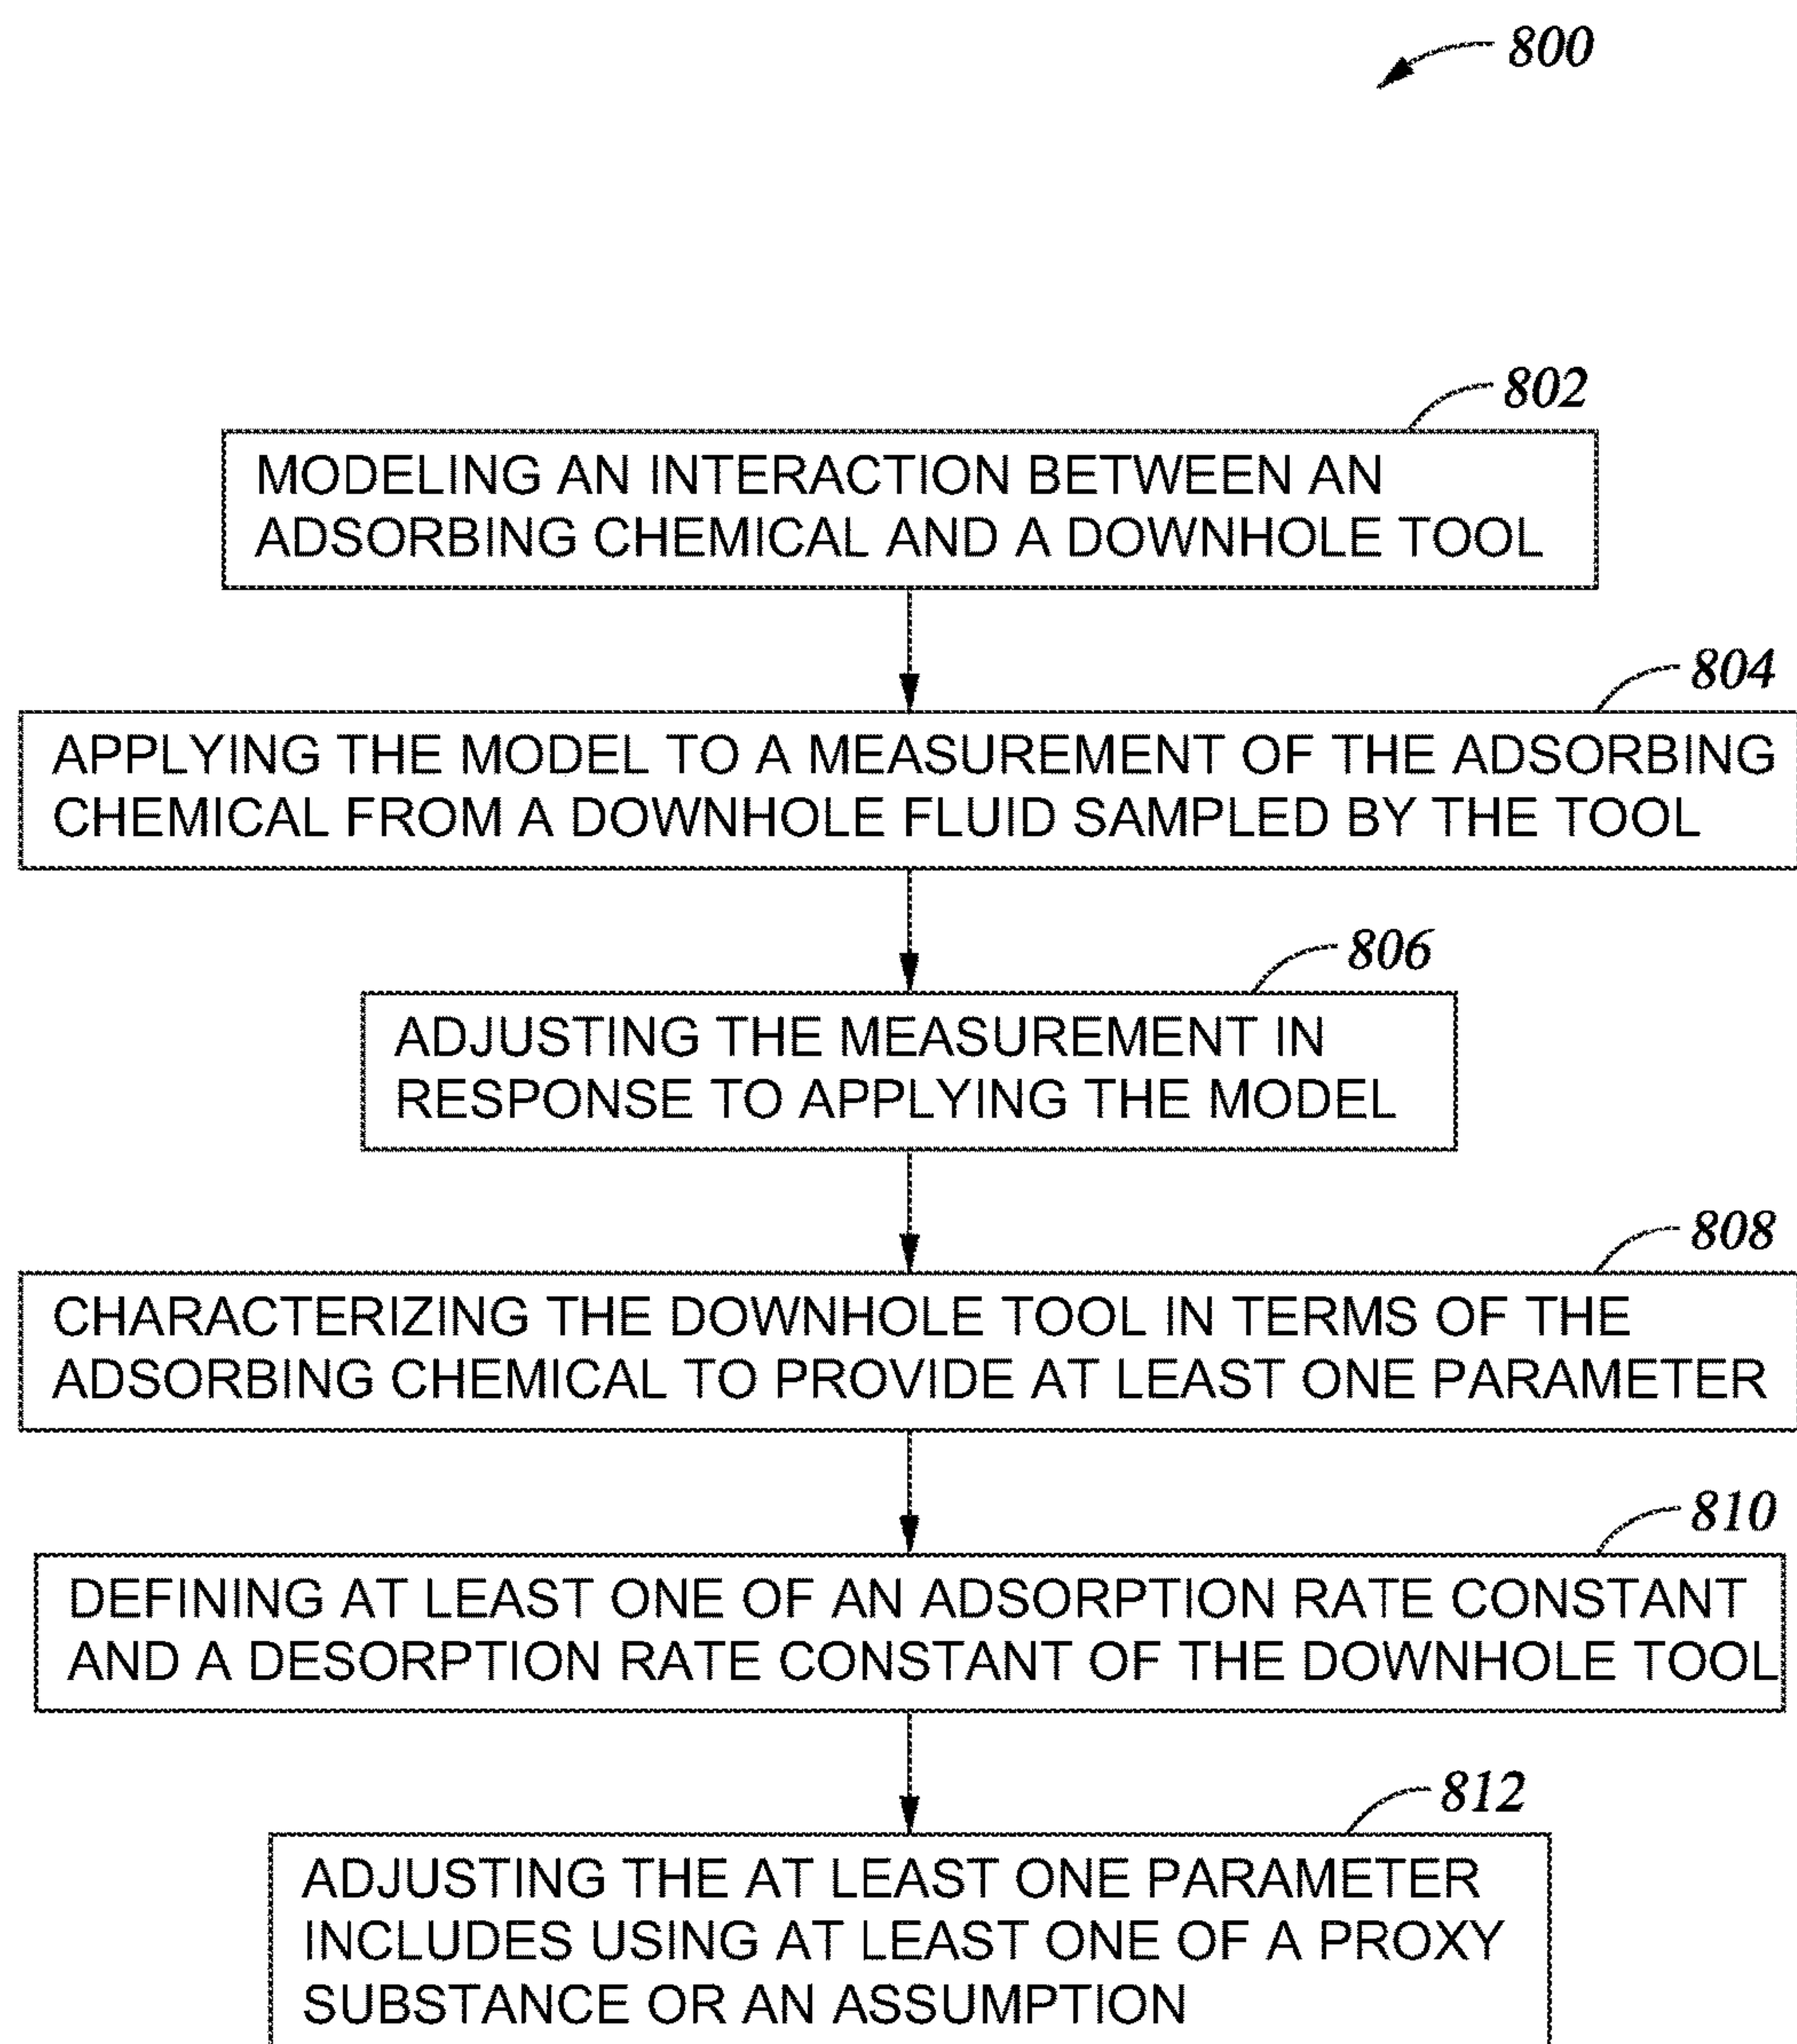 800
802
MODELING AN INTERACTION BETWEEN AN
ADSORBING CHEMICAL AND A DOWNHOLE TOOL
804
APPLYING THE MODEL TO A MEASUREMENT OF THE ADSORBING
CHEMICAL FROM A DOWNHOLE FLUID SAMPLED BY THE TOOL
806
ADJUSTING THE MEASUREMENT IN
RESPONSE TO APPLYING THE MODEL
808
CHARACTERIZING THE DOWNHOLE TOOL IN TERMS OF THE
ADSORBING CHEMICAL TO PROVIDE AT LEAST ONE PARAMETER
810
DEFINING AT LEAST ONE OF AN ADSORPTION RATE CONSTANT
AND A DESORPTION RATE CONSTANT OF THE DOWNHOLE TOOL
812
ADJUSTING THE AT LEAST ONE PARAMETER
INCLUDES USING AT LEAST ONE OF A PROXY
SUBSTANCE OR AN ASSUMPTION